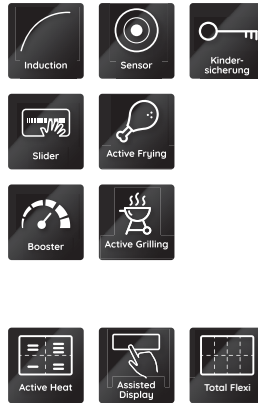 Induction
Sensor
Kinder-
sicherung
Slider
Active Frying
Booster
Active Grilling
Active Heat
Assisted
Display
Total Flexi